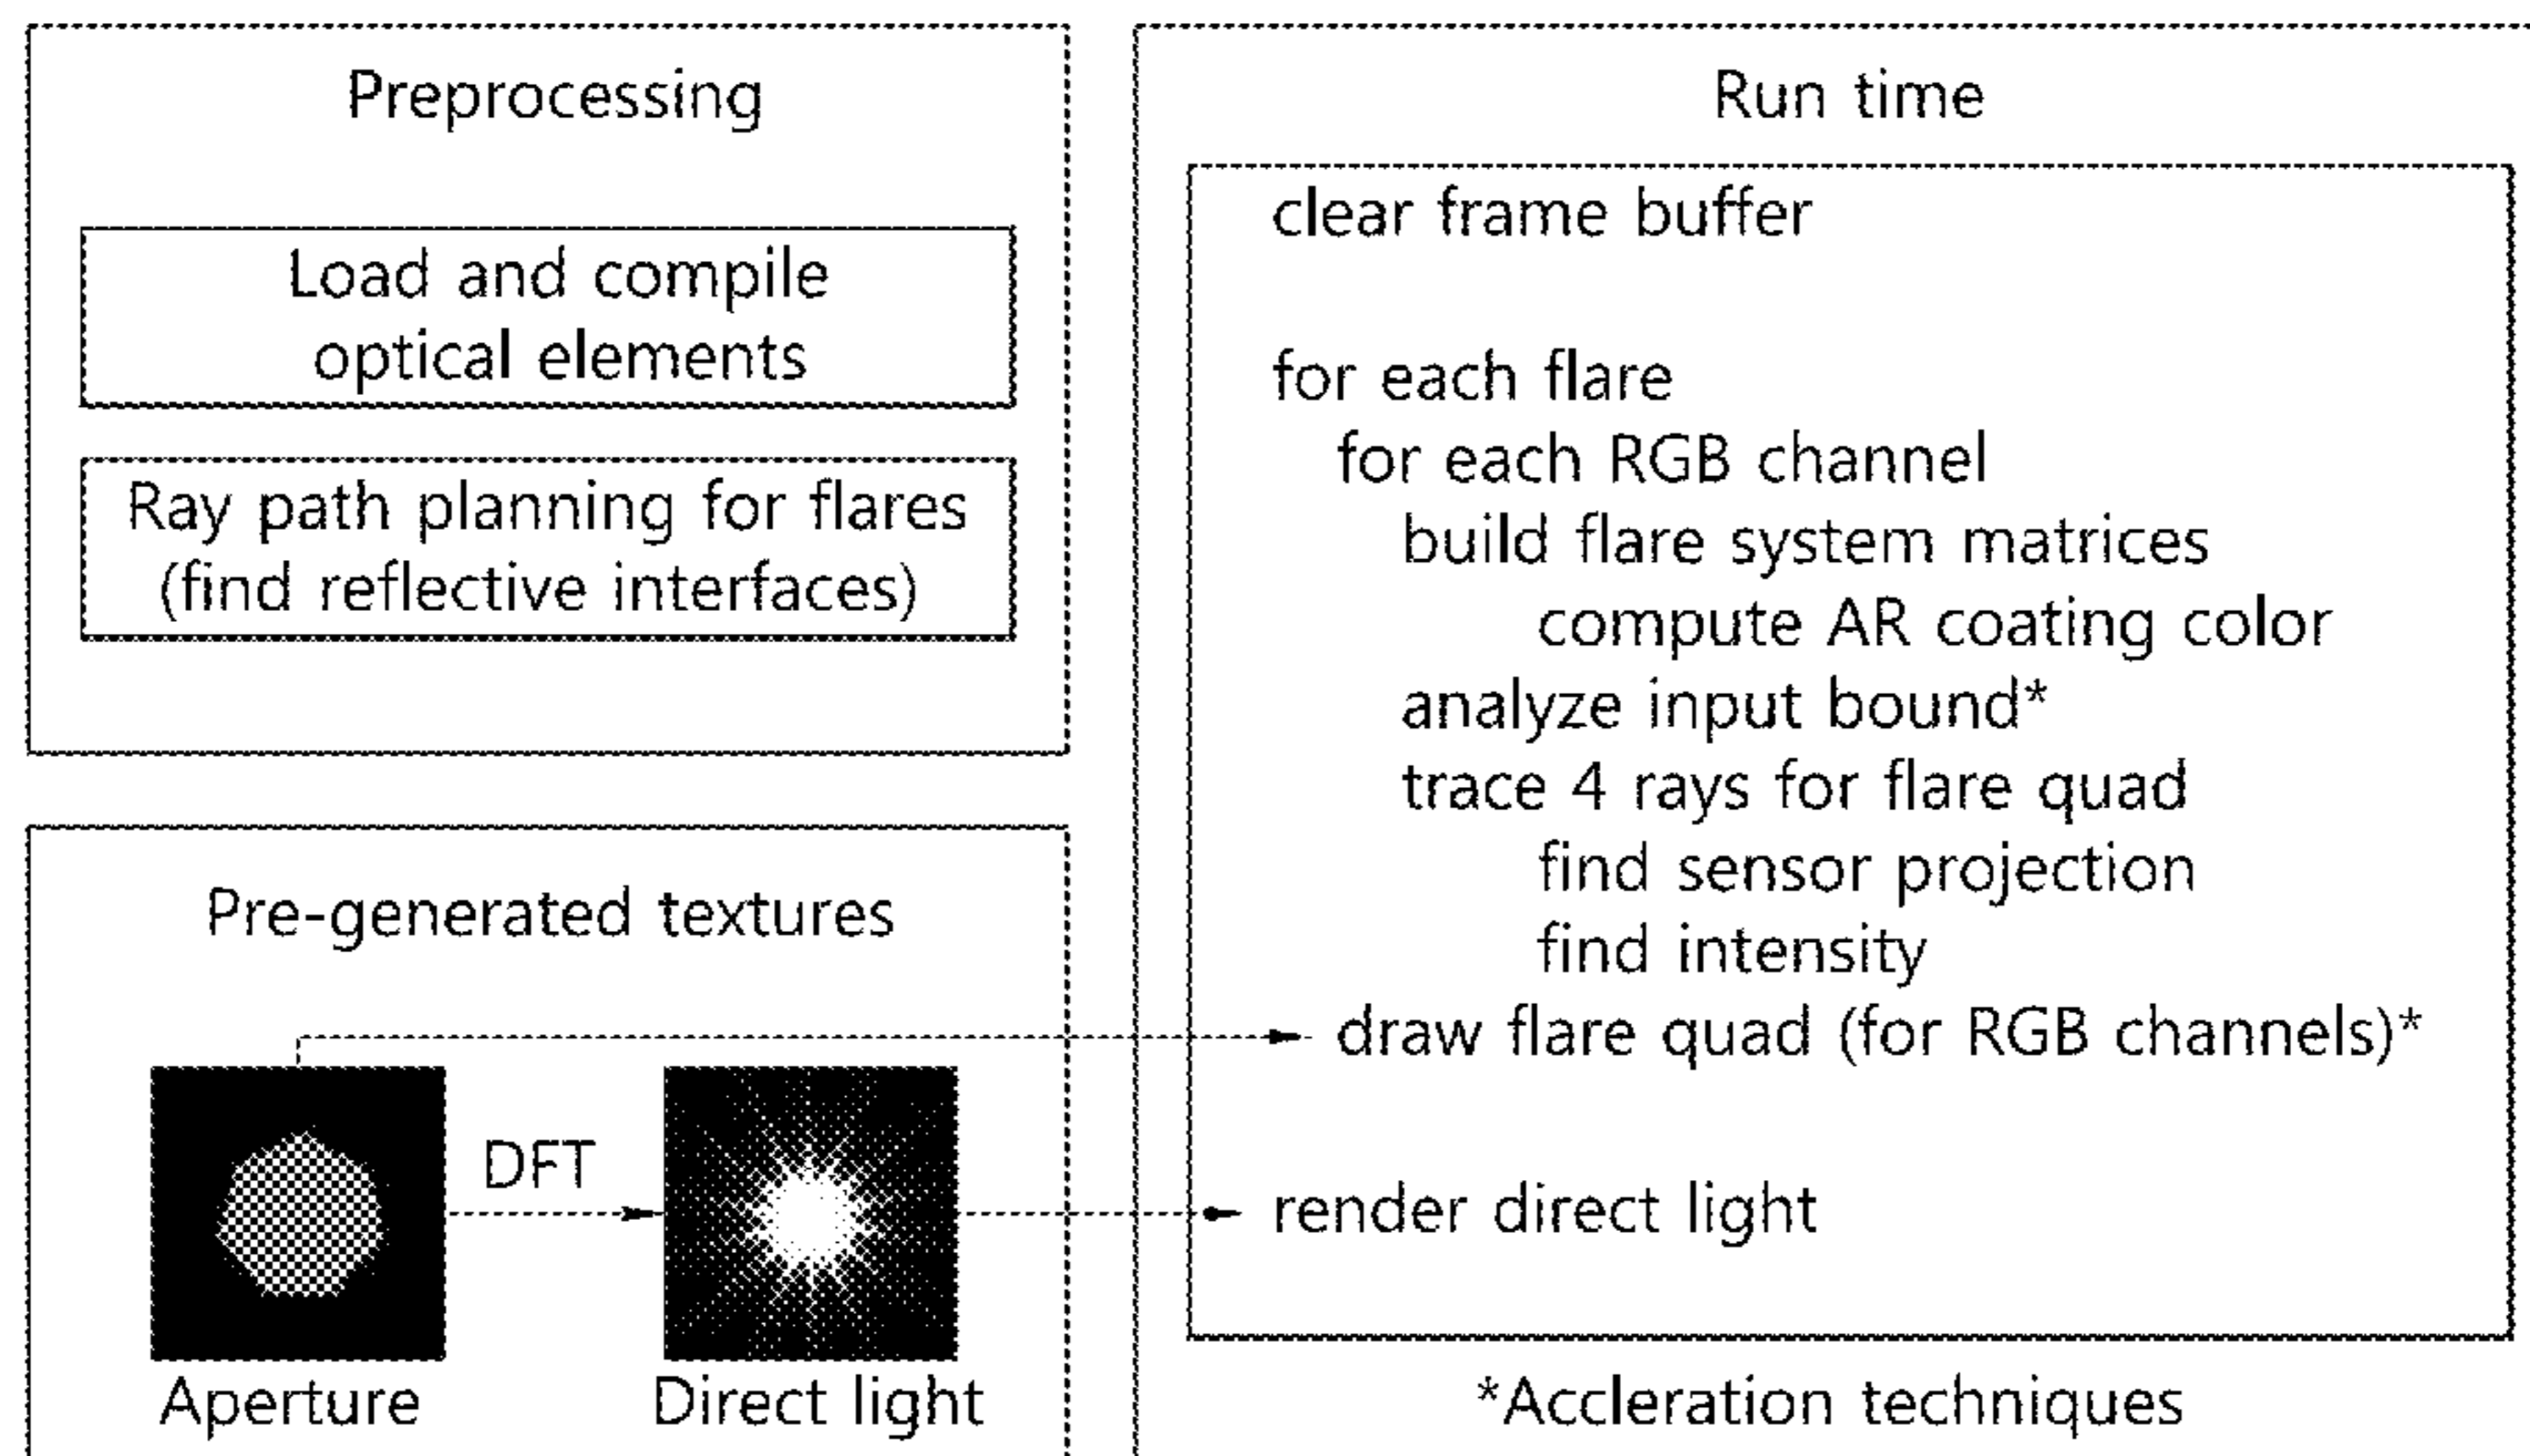 Preprocessing
Load and compile
optical elements
Ray path planning for flares
(find reflective interfaces)
Pre-generated textures
DFT
Aperture
Direct light
Run time
clear frame buffer
for each flare
for each RGB channel
build flare system matrices
compute AR coating color
analyze input bound*
trace 4 rays for flare quad
find sensor projection
find intensity
draw flare quad (for RGB channels)*
render direct light
*Accleration techniques